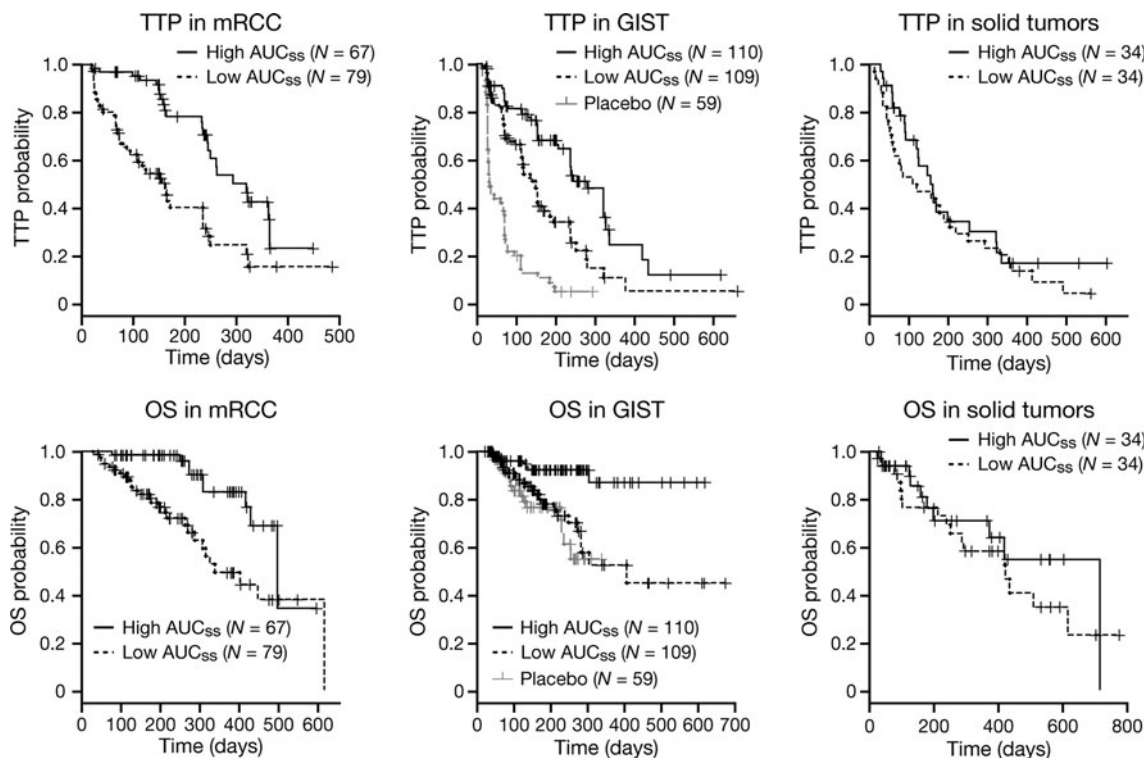 TTP in mRCC
High AUCss (N = 67)
Low AUCss (N = 79)
TTP probability
1.0
0.8
0.6
0.4
0.2
0
0 100 200 300 400 500
Time (days)
TTP in GIST
High AUCss (N = 110)
Low AUCss (N = 109)
Placebo (N = 59)
TTP probability
1.0
0.8
0.6
0.4
0.2
0
0 100 200 300 400 500 600 700
Time (days)
TTP in solid tumors
High AUCss (N = 34)
Low AUCss (N = 34)
TTP probability
1.0
0.8
0.6
0.4
0.2
0
0 100 200 300 400 500 600
Time (days)
OS in mRCC
OS probability
1.0
0.8
0.6
0.4
0.2
0
High AUCss (N = 67)
Low AUCss (N = 79)
0 100 200 300 400 500 600
Time (days)
OS in GIST
OS probability
1.0
0.8
0.6
0.4
0.2
0
High AUCss (N = 110)
Low AUCss (N = 109)
Placebo (N = 59)
0 100 200 300 400 500 600 700
Time (days)
OS in solid tumors
High AUCss (N = 34)
Low AUCss (N = 34)
OS probability
1.0
0.8
0.6
0.4
0.2
0
0 200 400 600 800
Time (days)